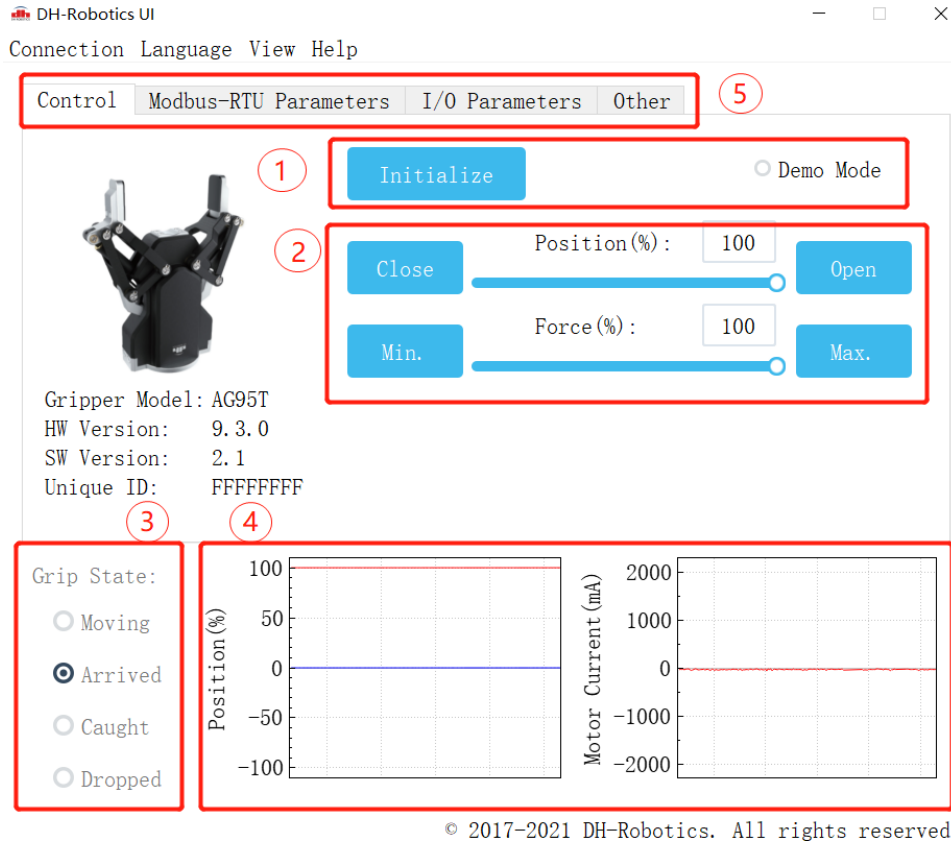 DH-Robotics UI
Connection Language View Help
Control Modbus-RTU Parameters I/O Parameters Other
5
1
Initialize
Demo Mode
2
Position(%): 100
Close
Open
Force(%): 100
Min.
Max.
Gripper Model: AG95T
HW Version: 9.3.0
SW Version: 2.1
Unique ID: FFFFFFFF
3
4
Grip State:
Moving
Arrived
Caught
Dropped
Position(%)
100
50
0
-50
-100
Motor Current(mA)
2000
1000
0
-1000
-2000
© 2017-2021 DH-Robotics. All rights reserved